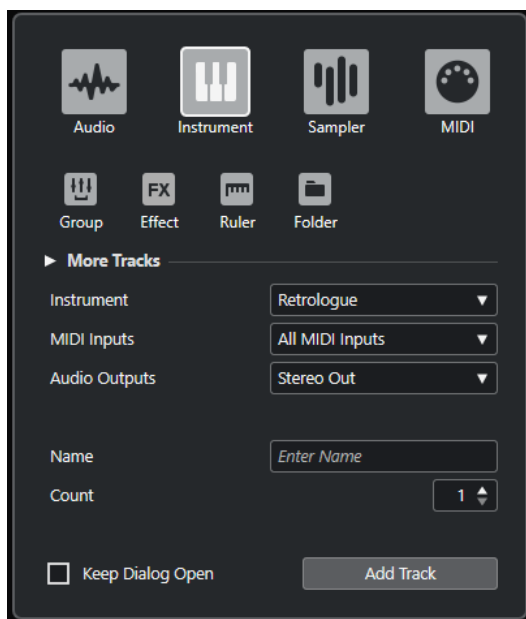 Audio Instrument Sampler MIDI
FX
Group Effect Ruler Folder
More Tracks
Instrument Retrologue
MIDI Inputs All MIDI Inputs
Audio Outputs Stereo Out
Name Enter Name
Count 1
Keep Dialog Open Add Track